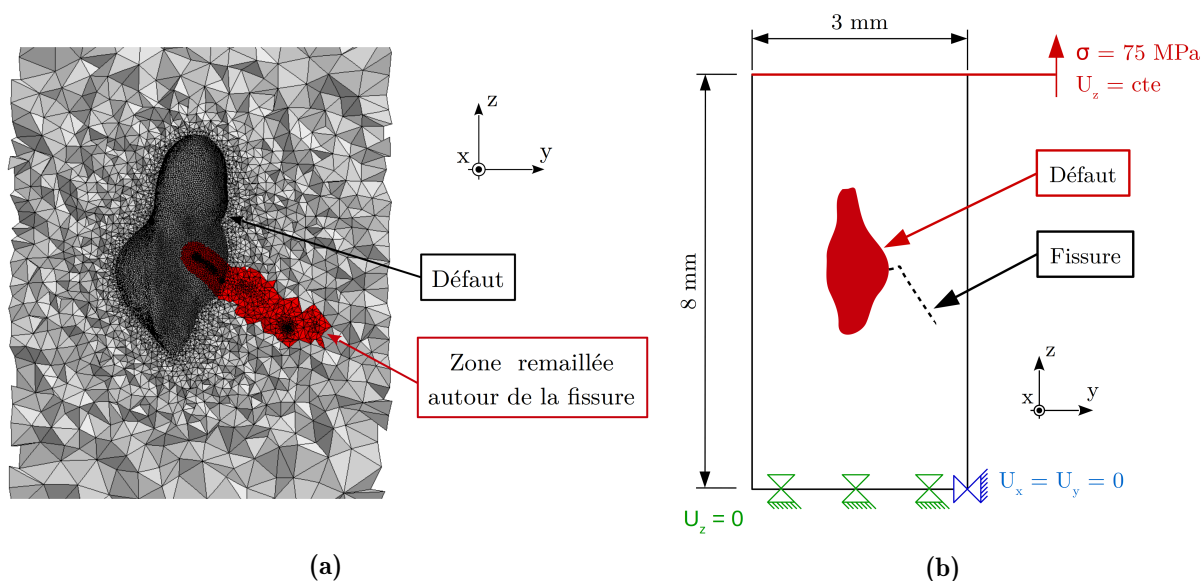 z
x
y
Défaut
Zone remaillée
autour de la fissure
(a)
3 mm
σ = 75 MPa
U_z = cte
Défaut
Fissure
8 mm
z
x
y
U_x = U_y = 0
U_z = 0
(b)